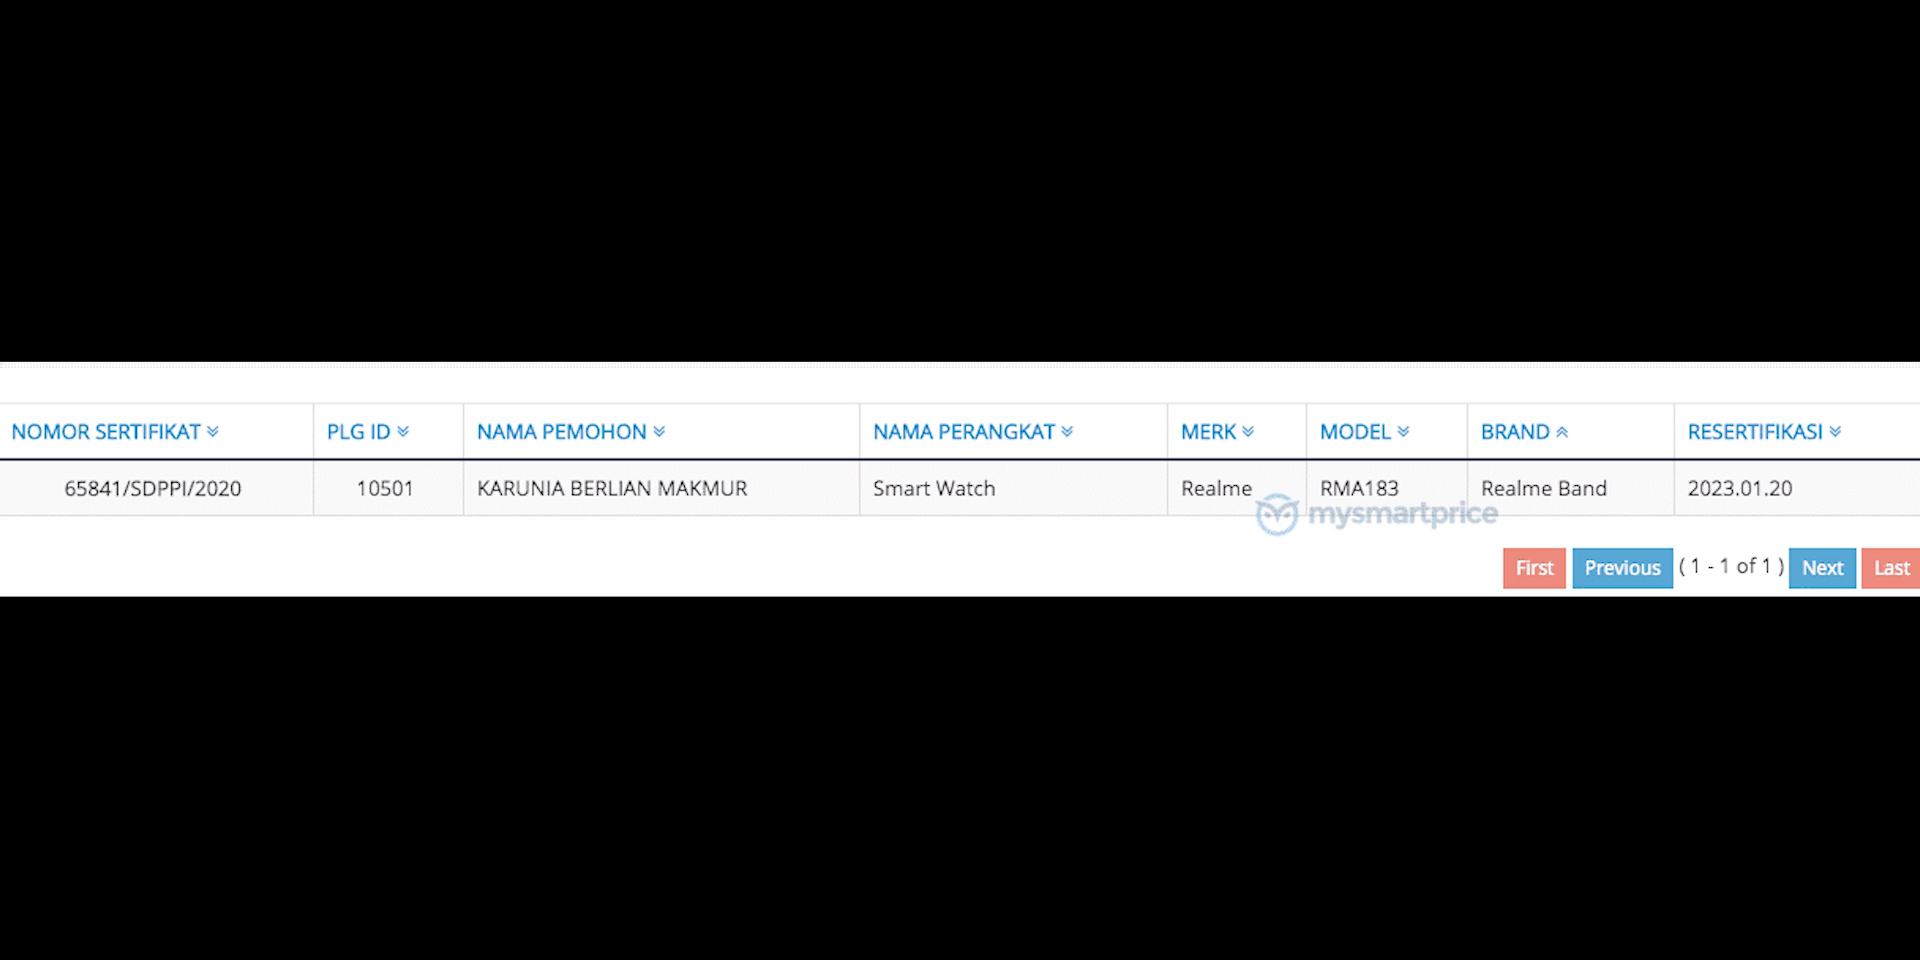 NOMOR SERTIFIKAT PLG ID NAMA PEMOHON NAMA PERANGKAT MERK MODEL BRAND RESERTIFIKASI
65841/SDPPI/2020 10501 KARUNIA BERLIAN MAKMUR Smart Watch Realme RMA183 Realme Band 2023.01.20
mysmartprice
First Previous ( 1 - 1 of 1 ) Next Last